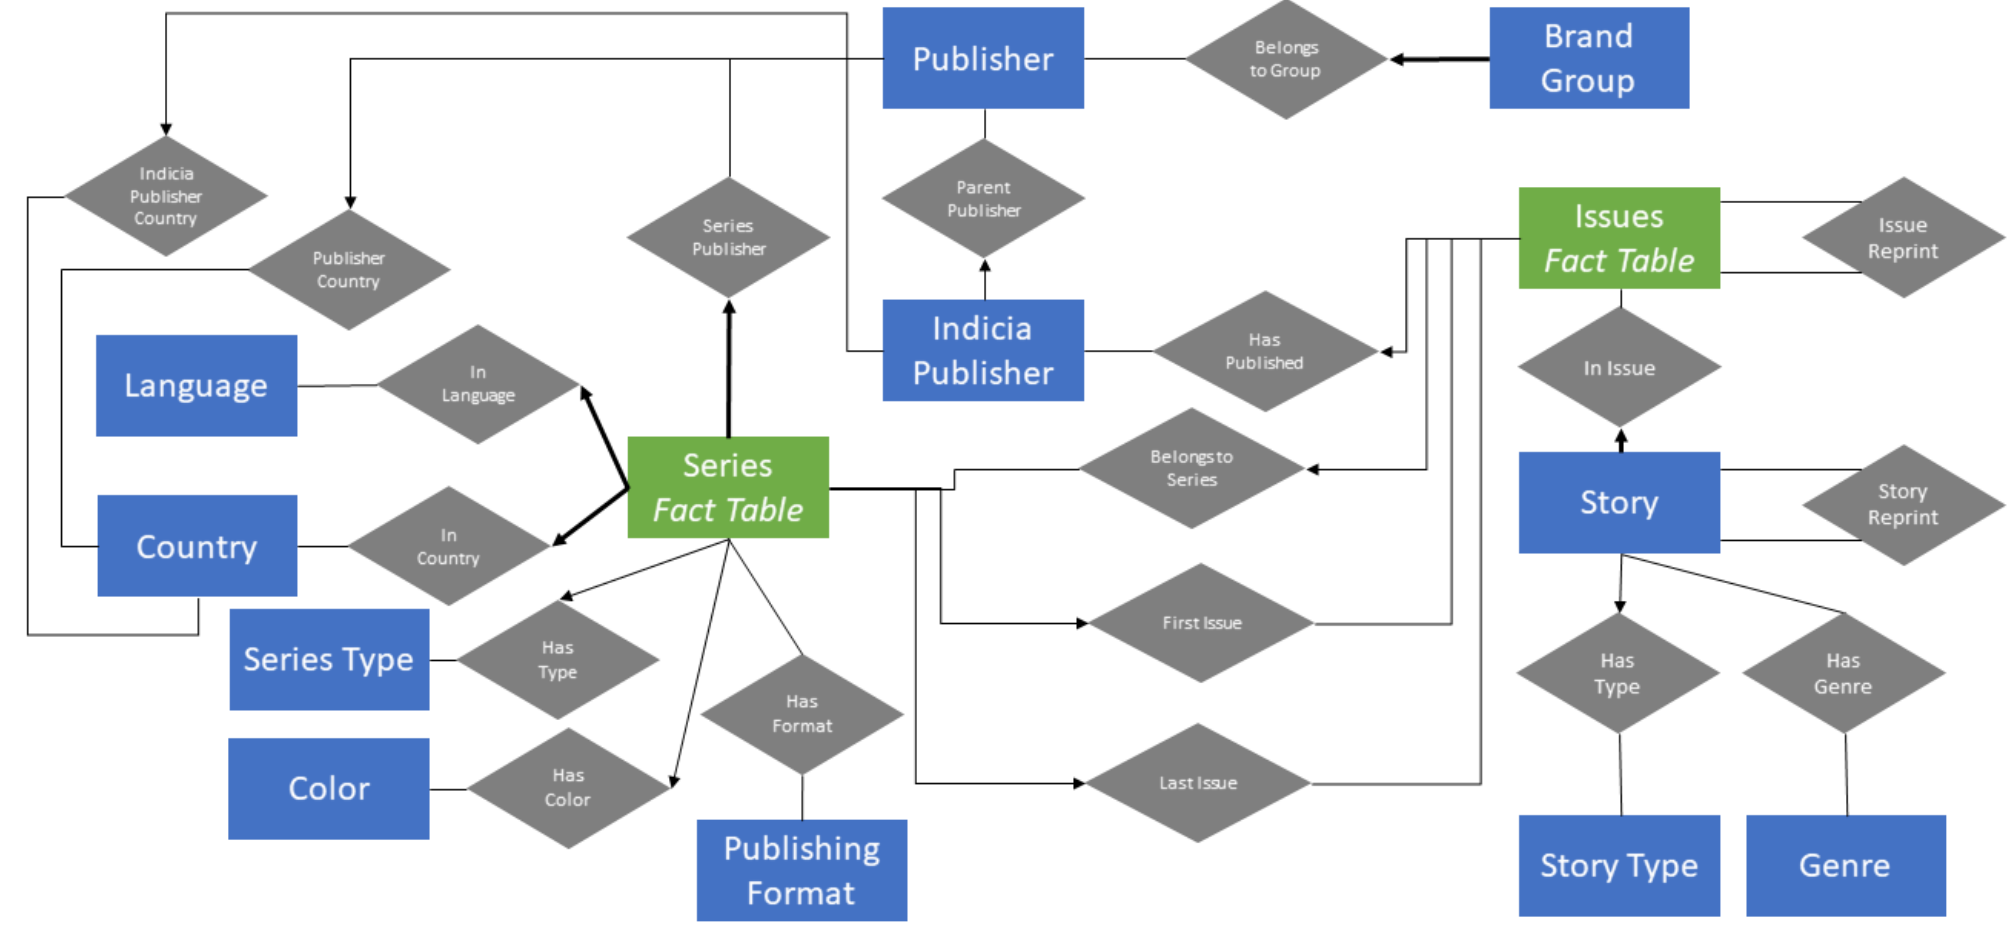 Publisher
Belongs
to Group
Brand
Group
Indicia
Publisher
Country
Publisher
Country
Series
Publisher
Parent
Publisher
Issues
Fact Table
Issue
Reprint
Language
In
Language
Indicia
Publisher
Has
Published
In Issue
Series
Fact Table
Belongs to
Series
Story
Story
Reprint
Country
In
Country
First Issue
Series Type
Has
Type
Has
Format
Has
Type
Has
Genre
Color
Has
Color
Last Issue
Publishing
Format
Story Type
Genre